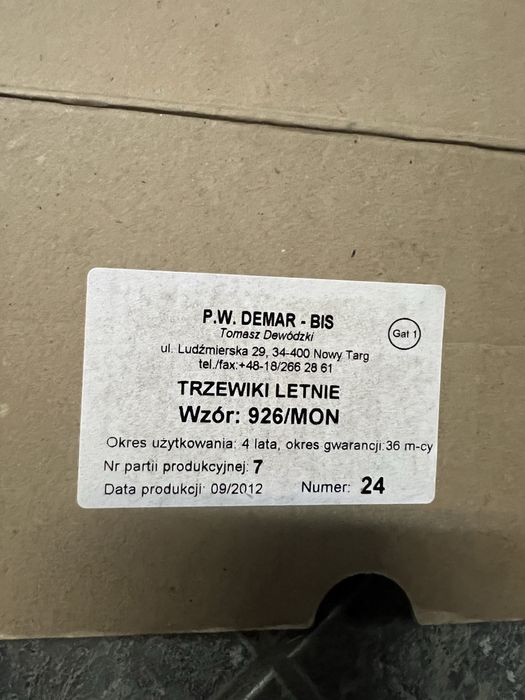 P.W. DEMAR - BIS
Tomasz Dewódzki
Gat 1
ul. Ludźmierska 29, 34-400 Nowy Targ
tel./fax:+48-18/266 28 61
TRZEWIKI LETNIE
Wzór: 926/MON
Okres użytkowania: 4 lata, okres gwarancji:36 m-cy
Nr partii produkcyjnej: 7
Data produkcji: 09/2012 Numer: 24